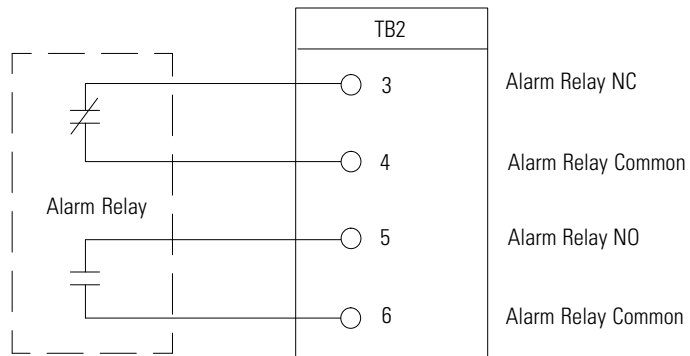 TB2
3 Alarm Relay NC
4 Alarm Relay Common
Alarm Relay
5 Alarm Relay NO
6 Alarm Relay Common